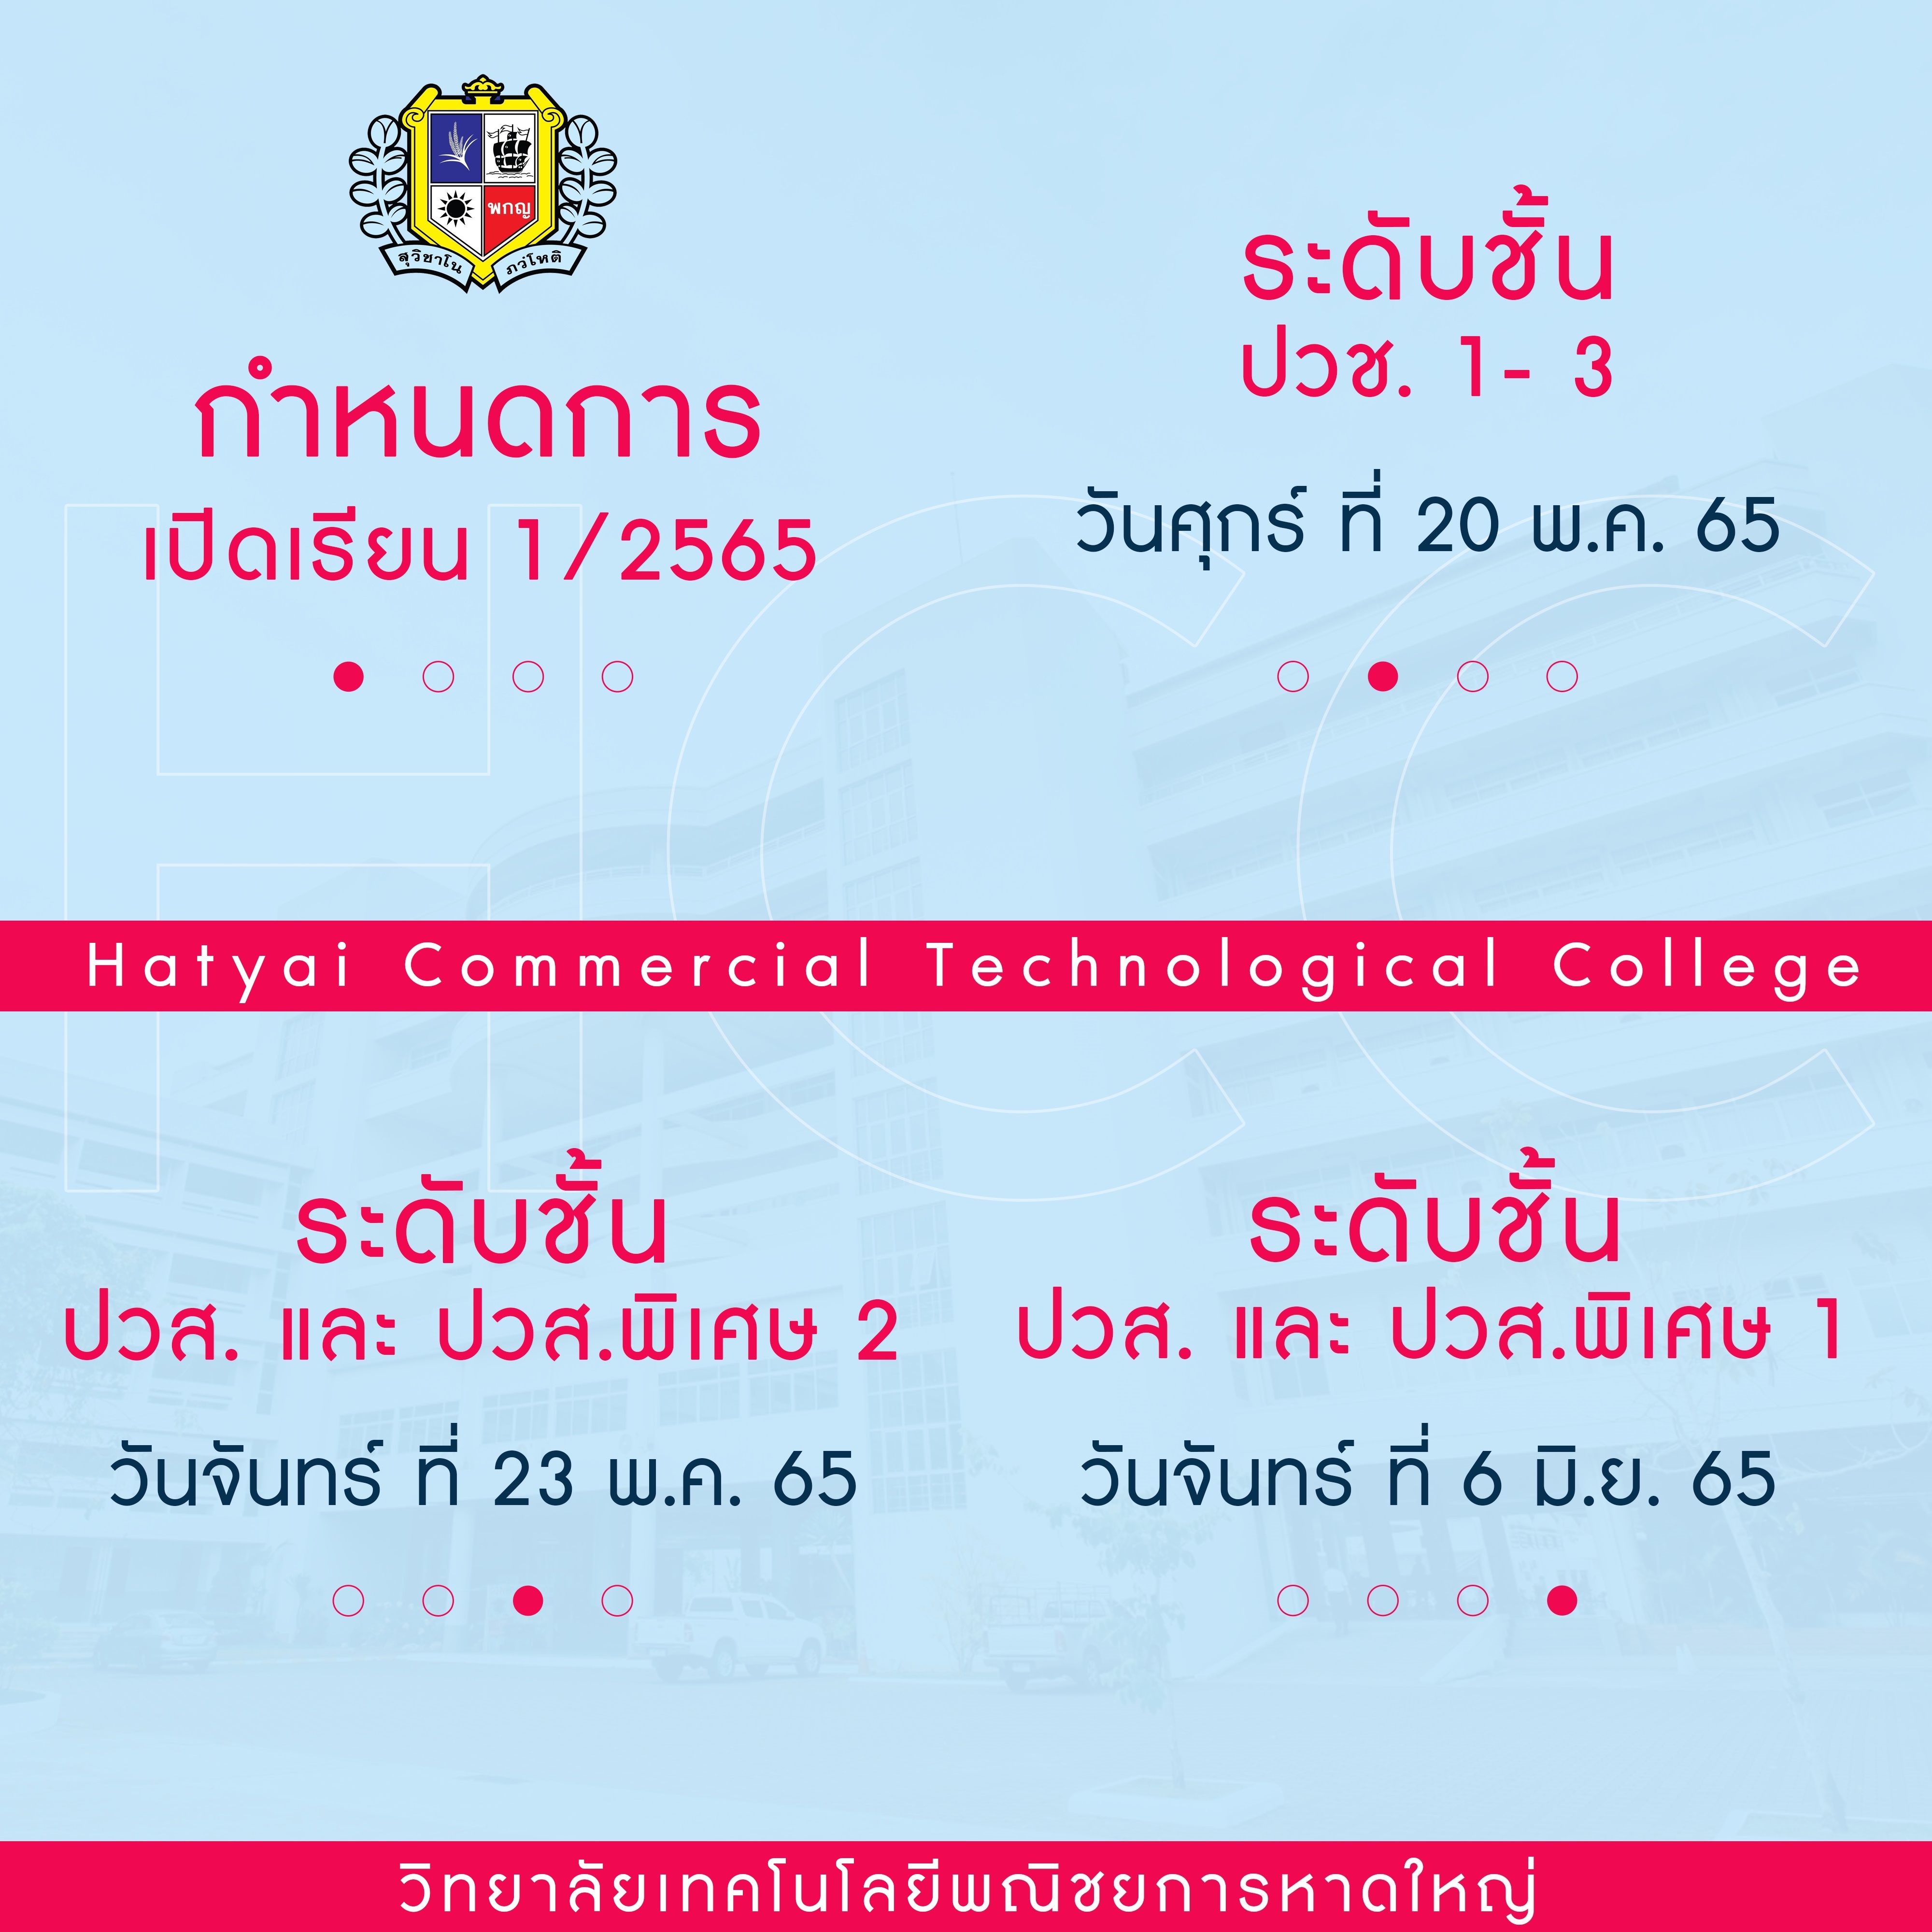 พกญ
สุวิชาโน ภวํโหติ
กำหนดการ
เปิดเรียน 1/2565
ระดับชั้น
ปวช. 1- 3
วันศุกร์ ที่ 20 พ.ค. 65
HCC
Hatyai Commercial Technological College
ระดับชั้น
ปวส. และ ปวส.พิเศษ 2
วันจันทร์ ที่ 23 พ.ค. 65
ระดับชั้น
ปวส. และ ปวส.พิเศษ 1
วันจันทร์ ที่ 6 มิ.ย. 65
วิทยาลัยเทคโนโลยีพณิชยการหาดใหญ่